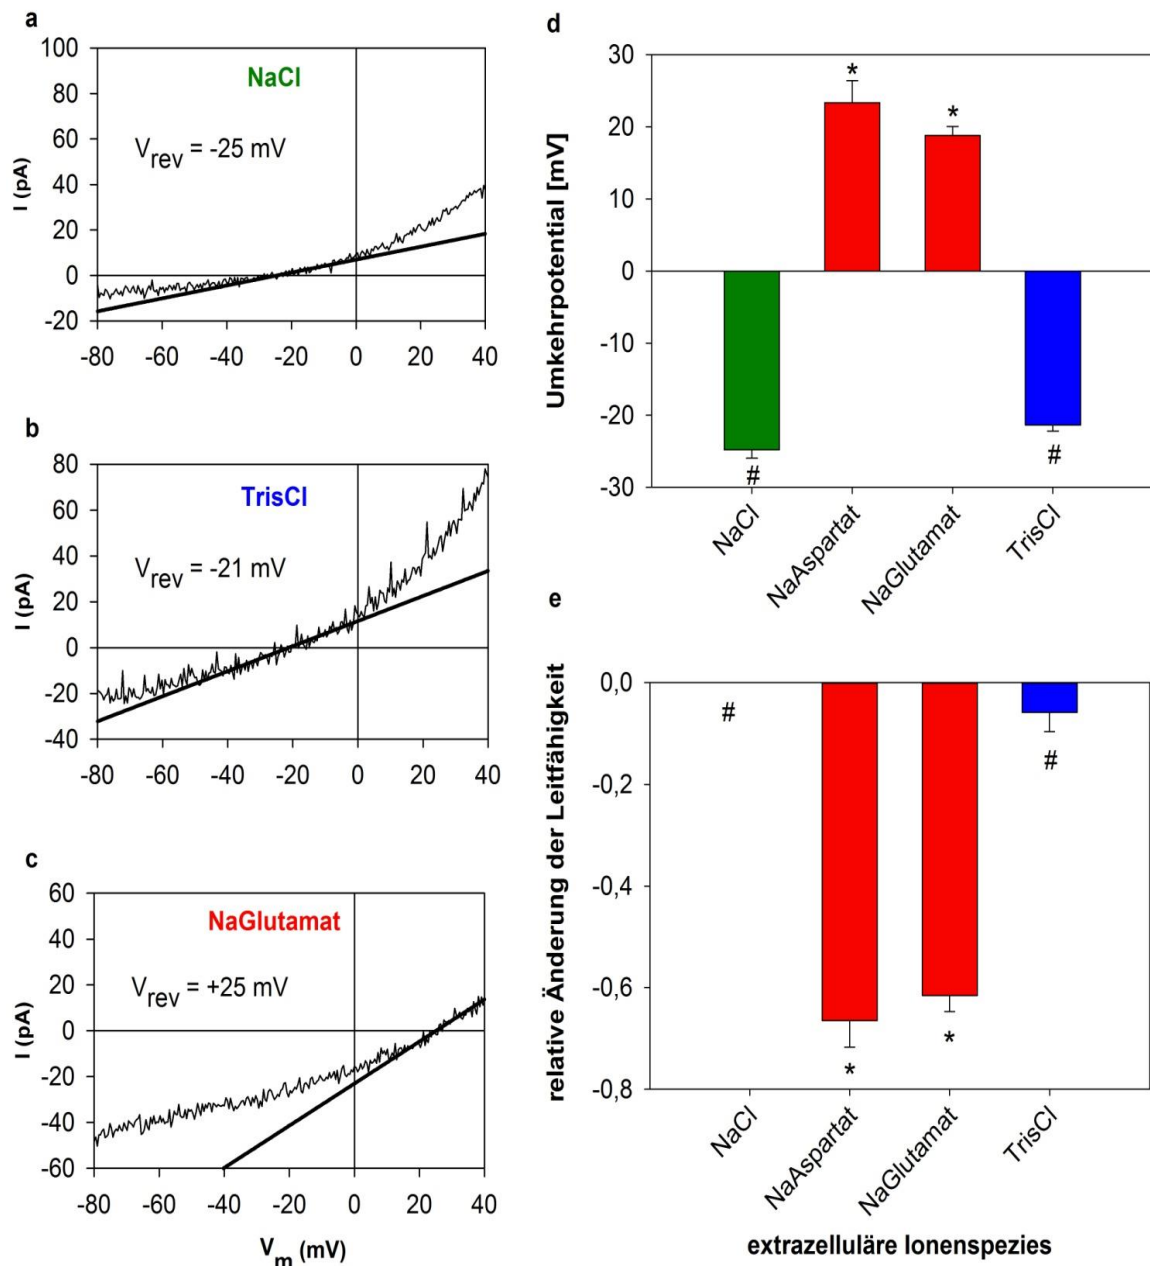 a
100
80
60
40
20
0
-20
I (pA)
NaCl
Vrev = -25 mV
-80 -60 -40 -20 0 20 40
b
80
60
40
20
0
-20
-40
I (pA)
TrisCl
Vrev = -21 mV
-80 -60 -40 -20 0 20 40
c
60
40
20
0
-20
-40
-60
I (pA)
NaGlutamat
Vrev = +25 mV
-80 -60 -40 -20 0 20 40
Vm (mV)
d
30
20
10
0
-10
-20
-30
Umkehrpotential [mV]
* *
# #
NaCl NaAspartat NaGlutamat TrisCl
e
0,0
-0,2
-0,4
-0,6
-0,8
relative Änderung der Leitfähigkeit
# #
* *
NaCl NaAspartat NaGlutamat TrisCl
extrazelluläre Ionenspezies